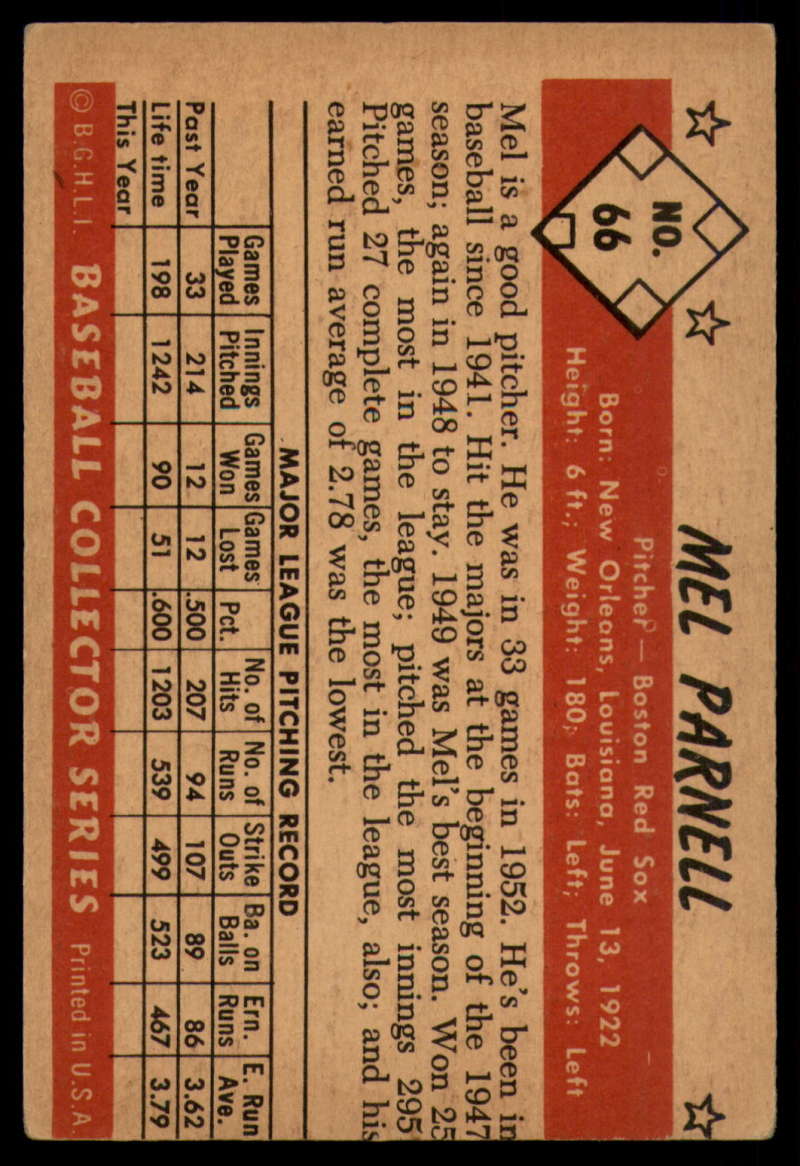 MEL PARNELL
NO.
66
Pitcher — Boston Red Sox
Born: New Orleans, Louisiana, June 13, 1922
Height: 6 ft.; Weight: 180; Bats: Left; Throws: Left
Mel is a good pitcher. He was in 33 games in 1952. He's been in
baseball since 1941. Hit the majors at the beginning of the 1947
season; again in 1948 to stay. 1949 was Mel's best season. Won 25
games, the most in the league; pitched the most innings 295
Pitched 27 complete games, the most in the league, also; and his
earned run average of 2.78 was the lowest.
MAJOR LEAGUE PITCHING RECORD
Games Innings Games Games No. of No. of Strike Ba. on Ern. E. Run
Played Pitched Won Lost Pct. Hits Runs Outs Balls Runs Ave.
Past Year 33 214 12 12 .500 207 94 107 89 86 3.62
Life time 198 1242 90 51 .600 1203 539 499 523 467 3.79
This Year
© B.G.H.L.I. BASEBALL COLLECTOR SERIES Printed in U.S.A.